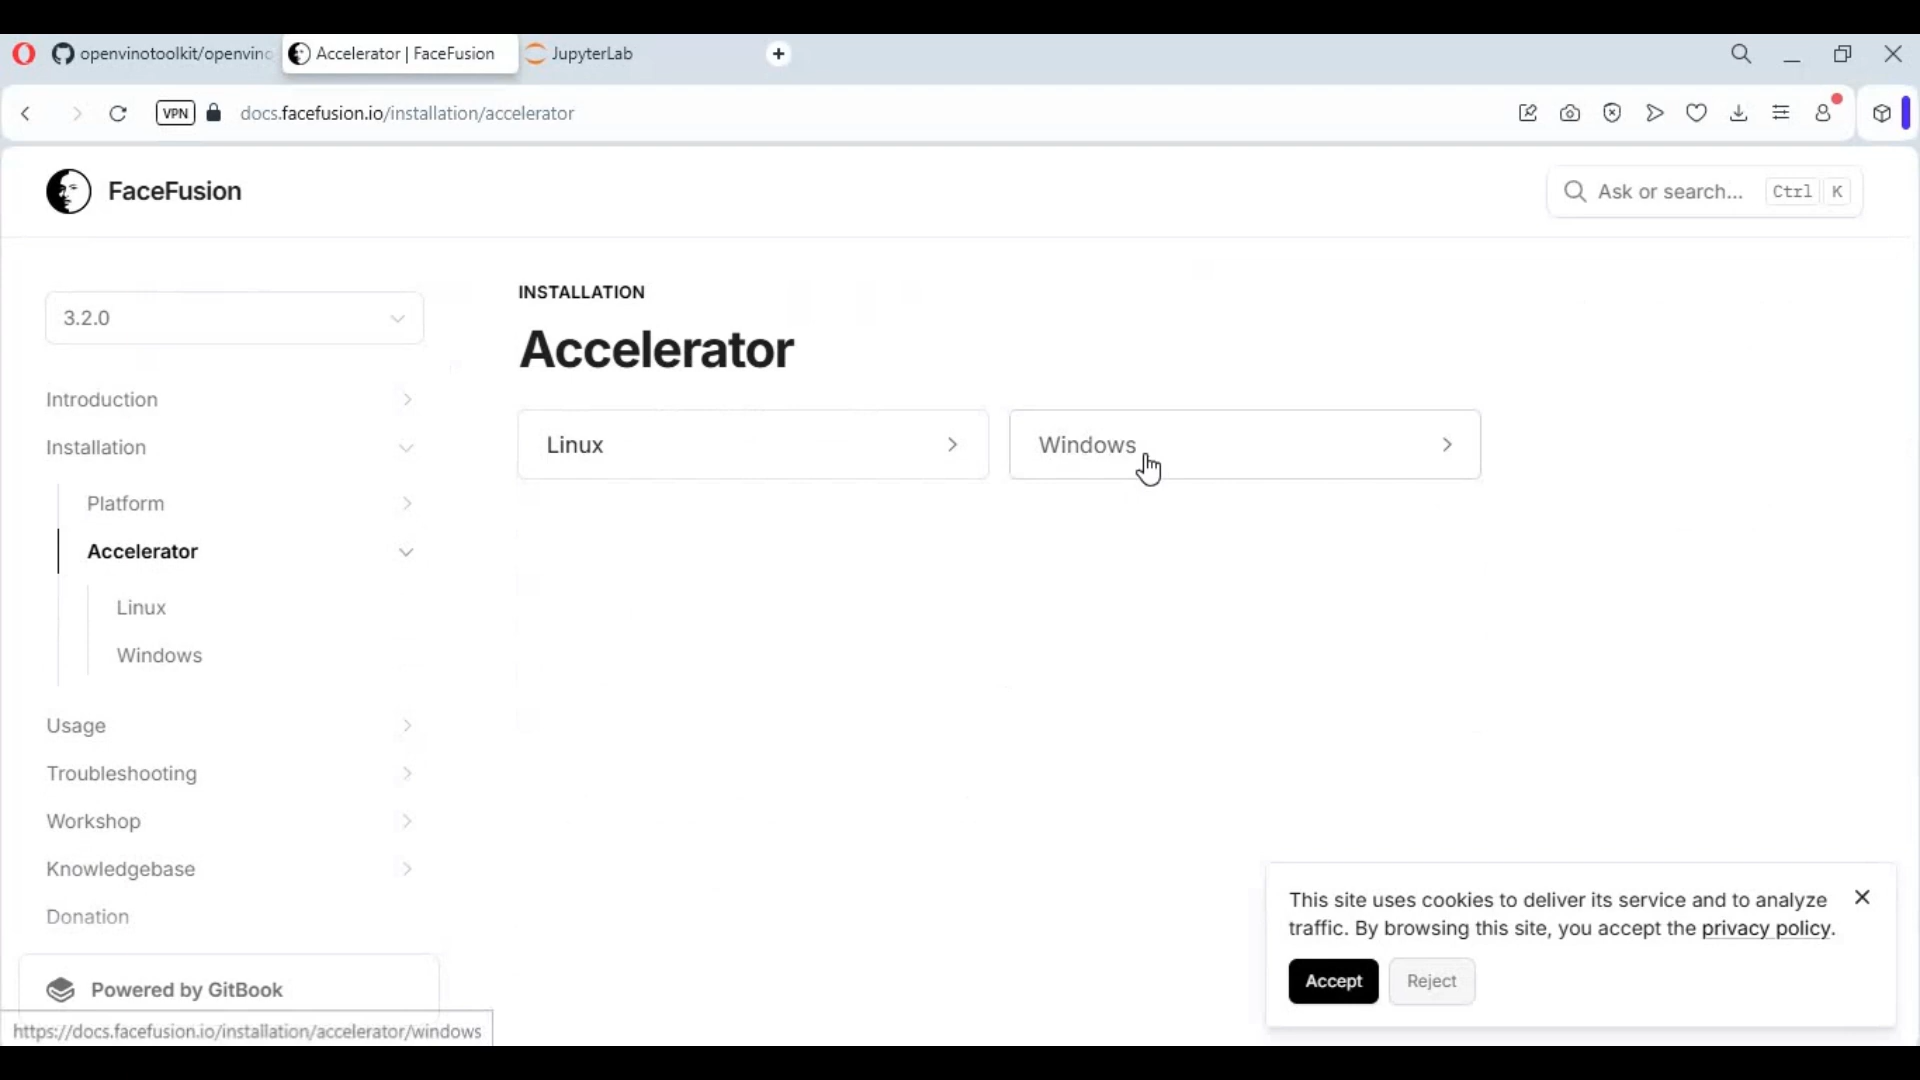 openvinotoolkit/openvino
Accelerator | FaceFusion
JupyterLab
VPN
docs.facefusion.io/installation/accelerator
FaceFusion
Ask or search...
Ctrl K
INSTALLATION
Accelerator
3.2.0
Introduction
Installation
Platform
Accelerator
Linux
Windows
Usage
Troubleshooting
Workshop
Knowledgebase
Donation
Powered by GitBook
Linux
Windows
This site uses cookies to deliver its service and to analyze
traffic. By browsing this site, you accept the privacy policy.
Accept
Reject
https://docs.facefusion.io/installation/accelerator/windows